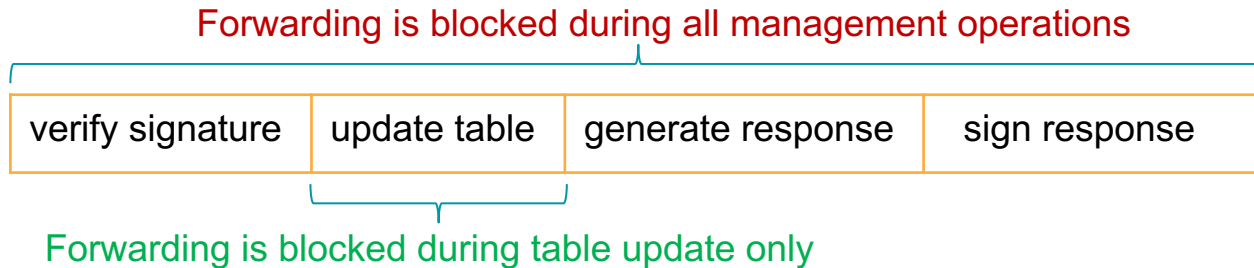 Forwarding is blocked during all management operations
verify signature update table generate response sign response
Forwarding is blocked during table update only